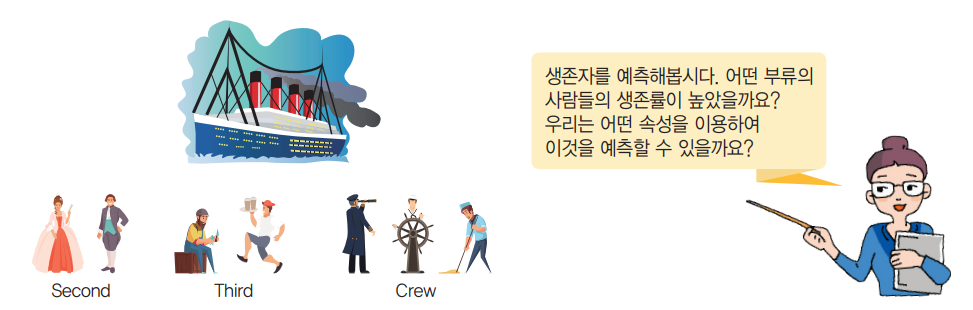 생존자를 예측해봅시다. 어떤 부류의
사람들의 생존률이 높았을까요?
우리는 어떤 속성을 이용하여
이것을 예측할 수 있을까요?
Second
Third
Crew